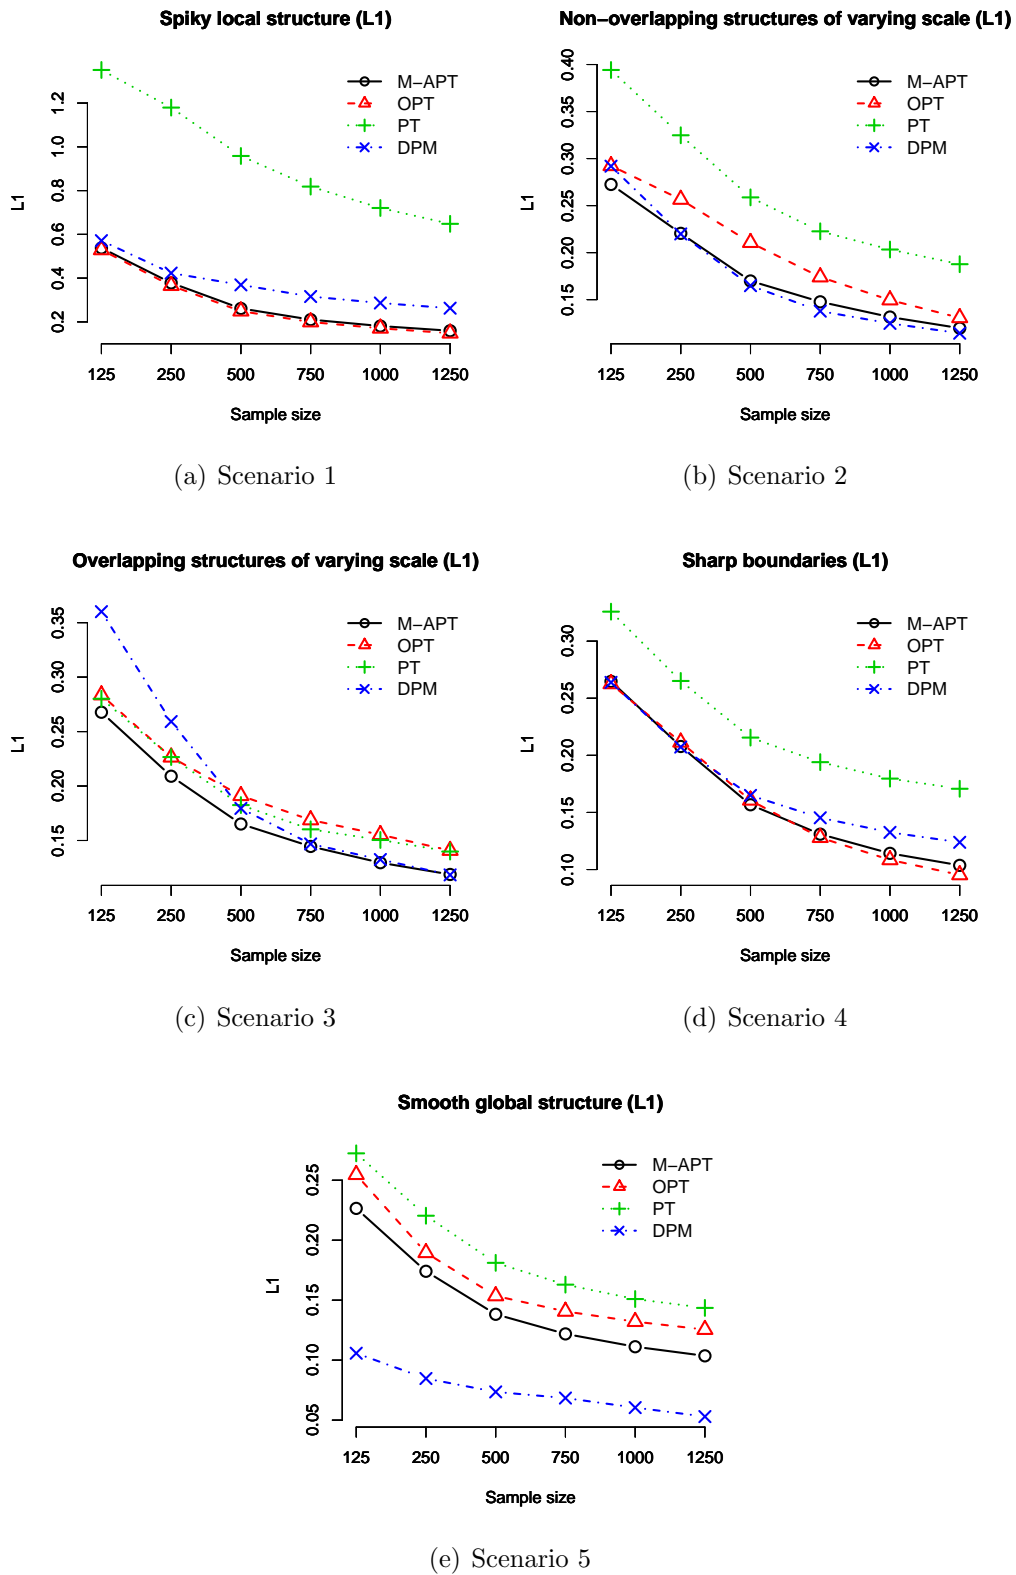 Spiky local structure (L1)
M−APT
OPT
PT
DPM
L1
0.2 0.4 0.6 0.8 1.0 1.2
125 250 500 750 1000 1250
Sample size
(a) Scenario 1
Non−overlapping structures of varying scale (L1)
M−APT
OPT
PT
DPM
L1
0.15 0.20 0.25 0.30 0.40
125 250 500 750 1000 1250
Sample size
(b) Scenario 2
Overlapping structures of varying scale (L1)
M−APT
OPT
PT
DPM
L1
0.15 0.20 0.25 0.30 0.35
125 250 500 750 1000 1250
Sample size
(c) Scenario 3
Sharp boundaries (L1)
M−APT
OPT
PT
DPM
L1
0.10 0.15 0.20 0.25 0.30
125 250 500 750 1000 1250
Sample size
(d) Scenario 4
Smooth global structure (L1)
M−APT
OPT
PT
DPM
L1
0.05 0.10 0.15 0.20 0.25
125 250 500 750 1000 1250
Sample size
(e) Scenario 5